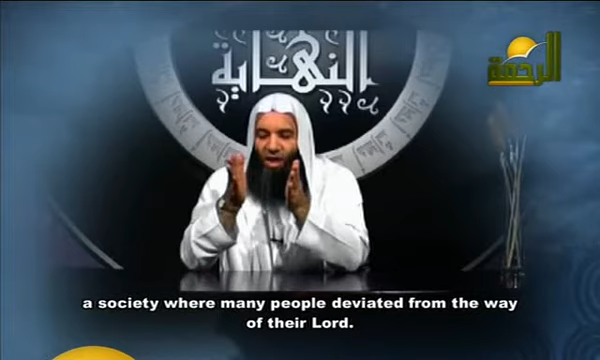 النهاية
الرحمة
a society where many people deviated from the way
of their Lord.